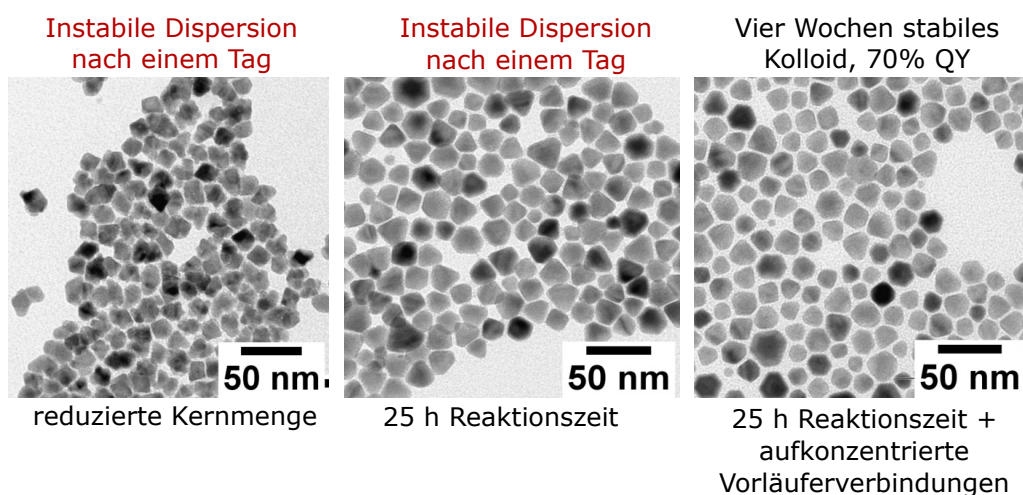 Instabile Dispersion
nach einem Tag
Instabile Dispersion
nach einem Tag
Vier Wochen stabiles
Kolloid, 70% QY
50 nm
50 nm
50 nm
reduzierte Kernmenge
25 h Reaktionszeit
25 h Reaktionszeit +
aufkonzentrierte
Vorläuferverbindungen